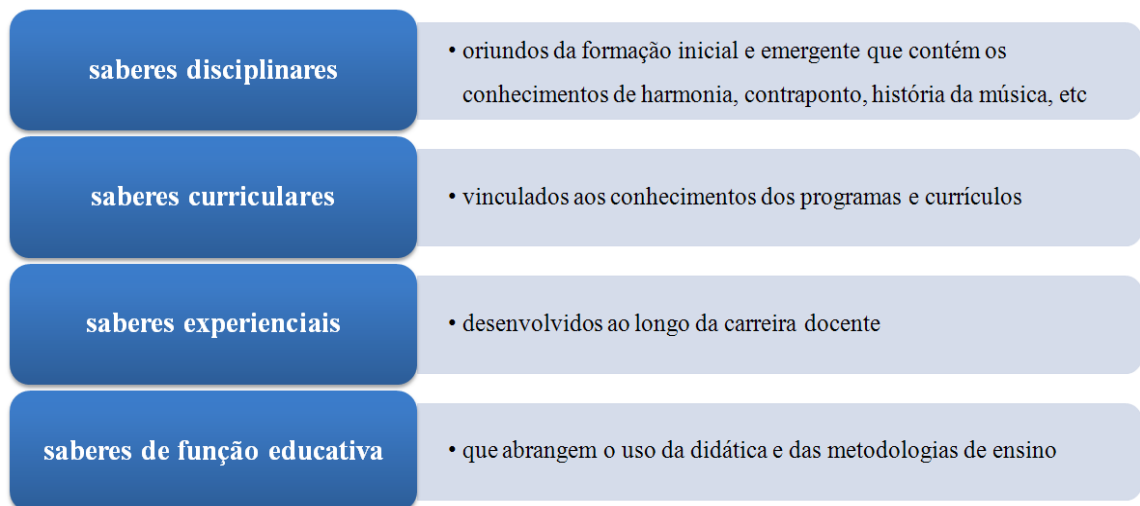 saberes disciplinares
• oriundos da formação inicial e emergente que contém os
conhecimentos de harmonia, contraponto, história da música, etc
saberes curriculares
• vinculados aos conhecimentos dos programas e currículos
saberes experienciais
• desenvolvidos ao longo da carreira docente
saberes de função educativa
• que abrangem o uso da didática e das metodologias de ensino